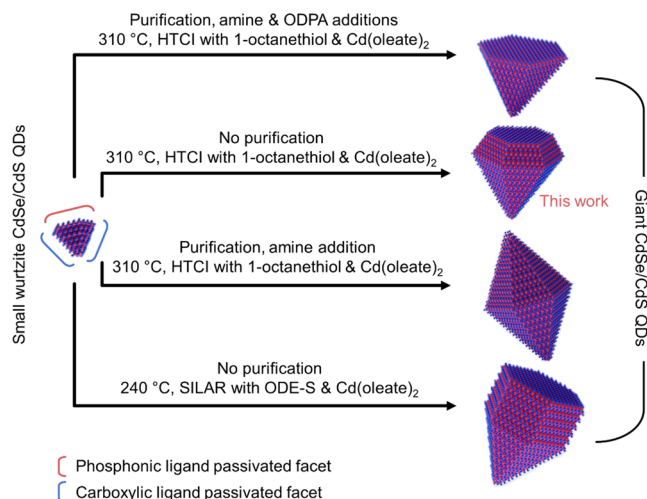 Purification, amine & ODPA additions
310 °C, HTCI with 1-octanethiol & Cd(oleate)2
No purification
310 °C, HTCI with 1-octanethiol & Cd(oleate)2
This work
Small wurtzite CdSe/CdS QDs
Giant CdSe/CdS QDs
Purification, amine addition
310 °C, HTCI with 1-octanethiol & Cd(oleate)2
No purification
240 °C, SILAR with ODE-S & Cd(oleate)2
Phosphonic ligand passivated facet
Carboxylic ligand passivated facet